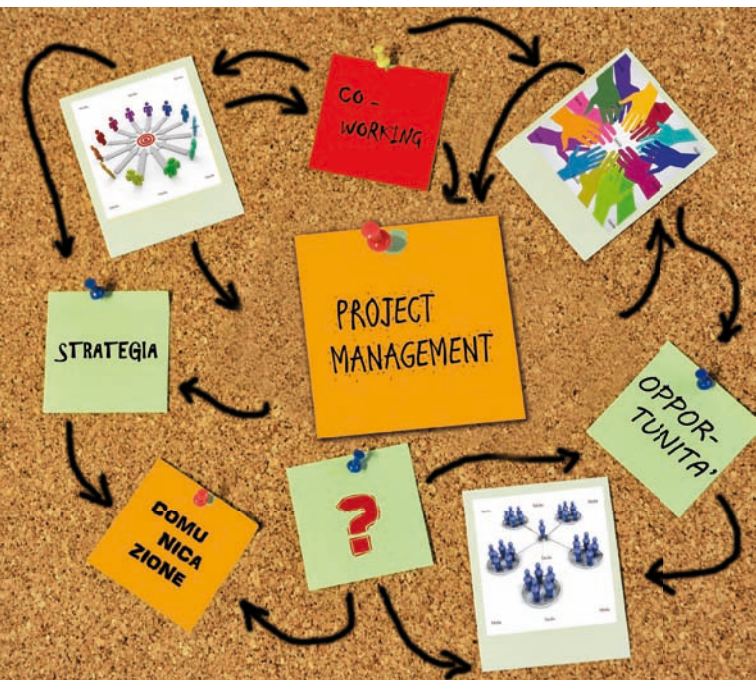 CO_
WORKING
PROJECT
MANAGEMENT
STRATEGIA
OPPOR-
TUNITA'
COMU
NICA
ZIONE
?